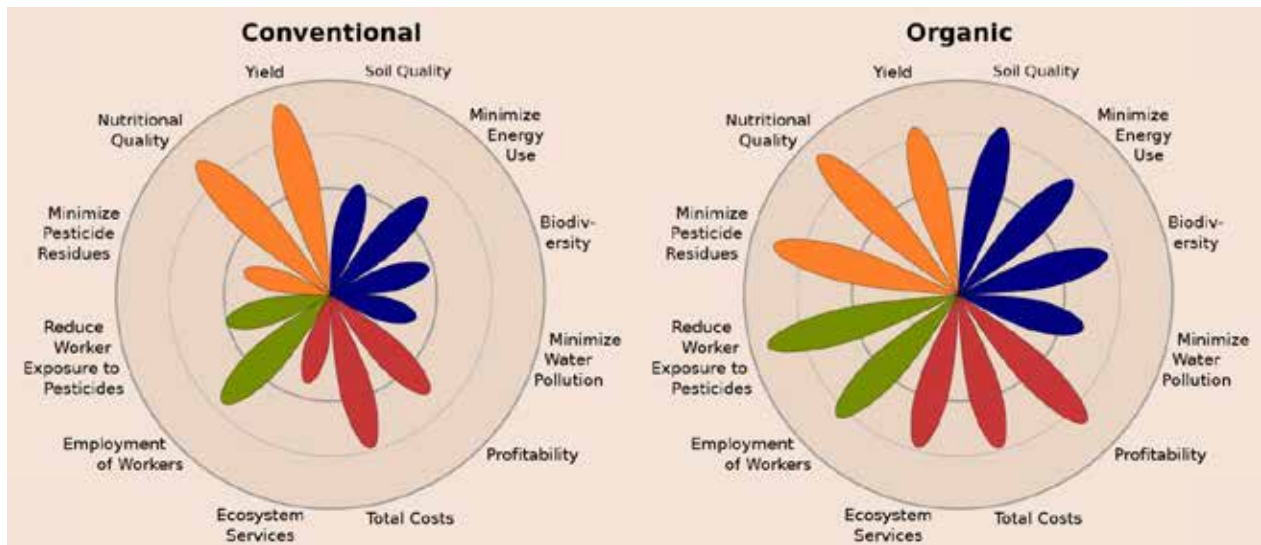 Conventional
Yield
Soil Quality
Minimize
Energy
Use
Biodiv-
ersity
Minimize
Water
Pollution
Profitability
Total Costs
Ecosystem
Services
Employment
of Workers
Reduce
Worker
Exposure to
Pesticides
Minimize
Pesticide
Residues
Nutritional
Quality
Organic
Yield
Soil Quality
Minimize
Energy
Use
Biodiv-
ersity
Minimize
Water
Pollution
Profitability
Total Costs
Ecosystem
Services
Employment
of Workers
Reduce
Worker
Exposure to
Pesticides
Minimize
Pesticide
Residues
Nutritional
Quality